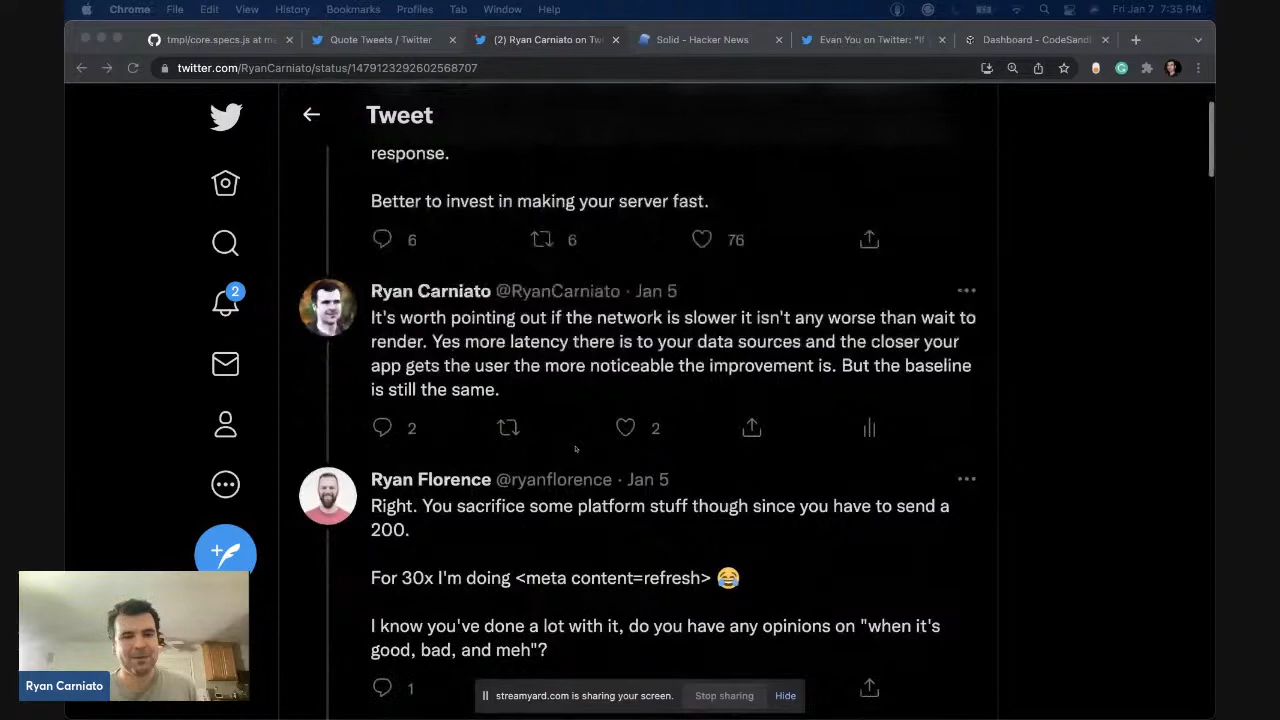 Chrome File Edit View History Bookmarks Profiles Tab Window Help Fri Jan 7 7:35 PM
tmpl/core.specs.js at m
Quote Tweets / Twitter
(2) Ryan Carniato on Tw
Solid - Hacker News
Evan You on Twitter: "If
Dashboard - CodeSand
twitter.com/RyanCarniato/status/1479123292602568707
Tweet
response.
Better to invest in making your server fast.
6 6 76
Ryan Carniato @RyanCarniato · Jan 5
It's worth pointing out if the network is slower it isn't any worse than wait to
render. Yes more latency there is to your data sources and the closer your
app gets the user the more noticeable the improvement is. But the baseline
is still the same.
2 2
2
Ryan Florence @ryanflorence · Jan 5
Right. You sacrifice some platform stuff though since you have to send a
200.
For 30x I'm doing <meta content=refresh> 😂
I know you've done a lot with it, do you have any opinions on "when it's
good, bad, and meh"?
1
streamyard.com is sharing your screen. Stop sharing Hide
Ryan Carniato